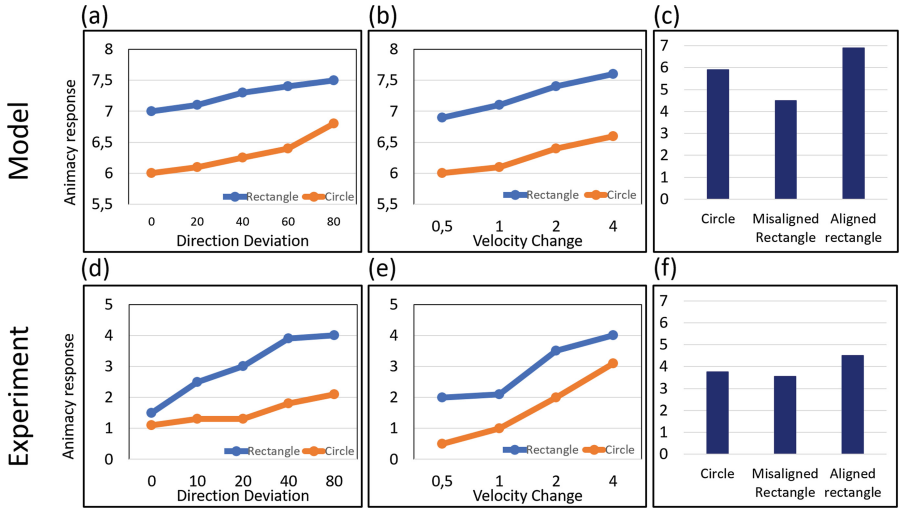 (a)
(b)
(c)
Model
Animacy response
8
7,5
7
6,5
6
5,5
Rectangle Circle
0 20 40 60 80
Direction Deviation
8
7,5
7
6,5
6
5,5
Rectangle Circle
0,5 1 2 4
Velocity Change
7
6
5
4
3
2
1
0
Circle Misaligned Aligned
Rectangle rectangle
(d)
(e)
(f)
Experiment
Animacy response
5
4
3
2
1
0
Rectangle Circle
0 10 20 40 80
Direction Deviation
5
4
3
2
1
0
Rectangle Circle
0,5 1 2 4
Velocity Change
7
6
5
4
3
2
1
0
Circle Misaligned Aligned
Rectangle rectangle